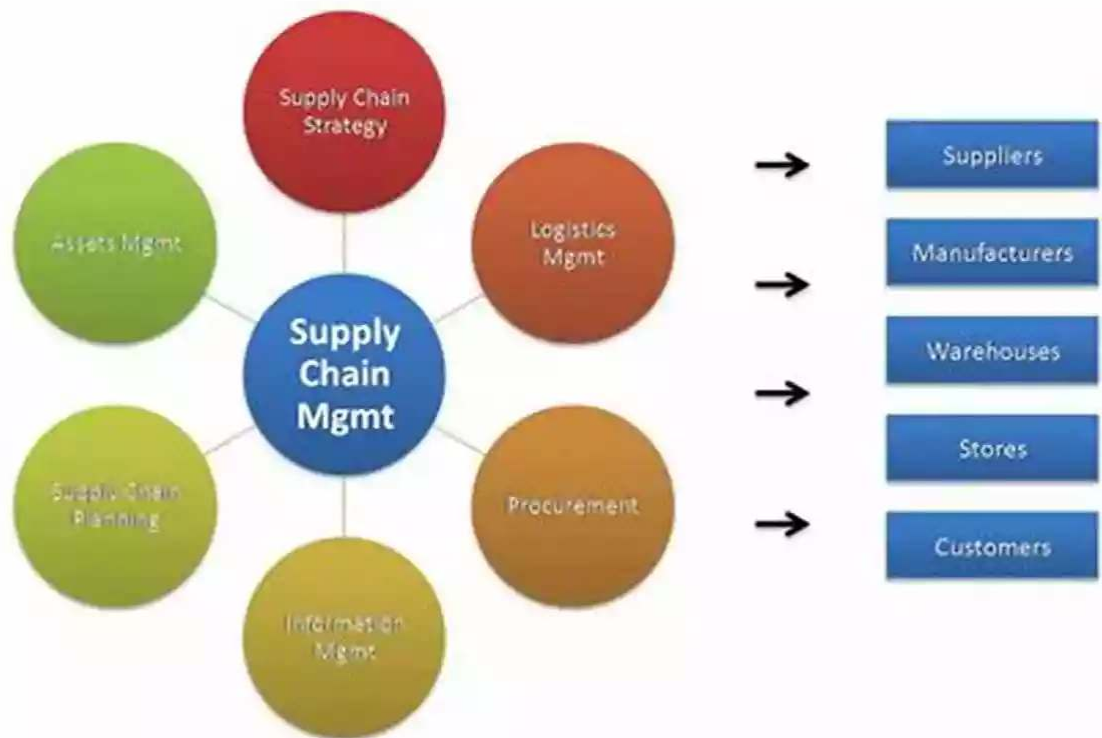 Supply Chain
Strategy
Assets Mgmt
Logistics
Mgmt
Supply
Chain
Mgmt
Supply Chain
Planning
Procurement
Information
Mgmt
Suppliers
Manufacturers
Warehouses
Stores
Customers